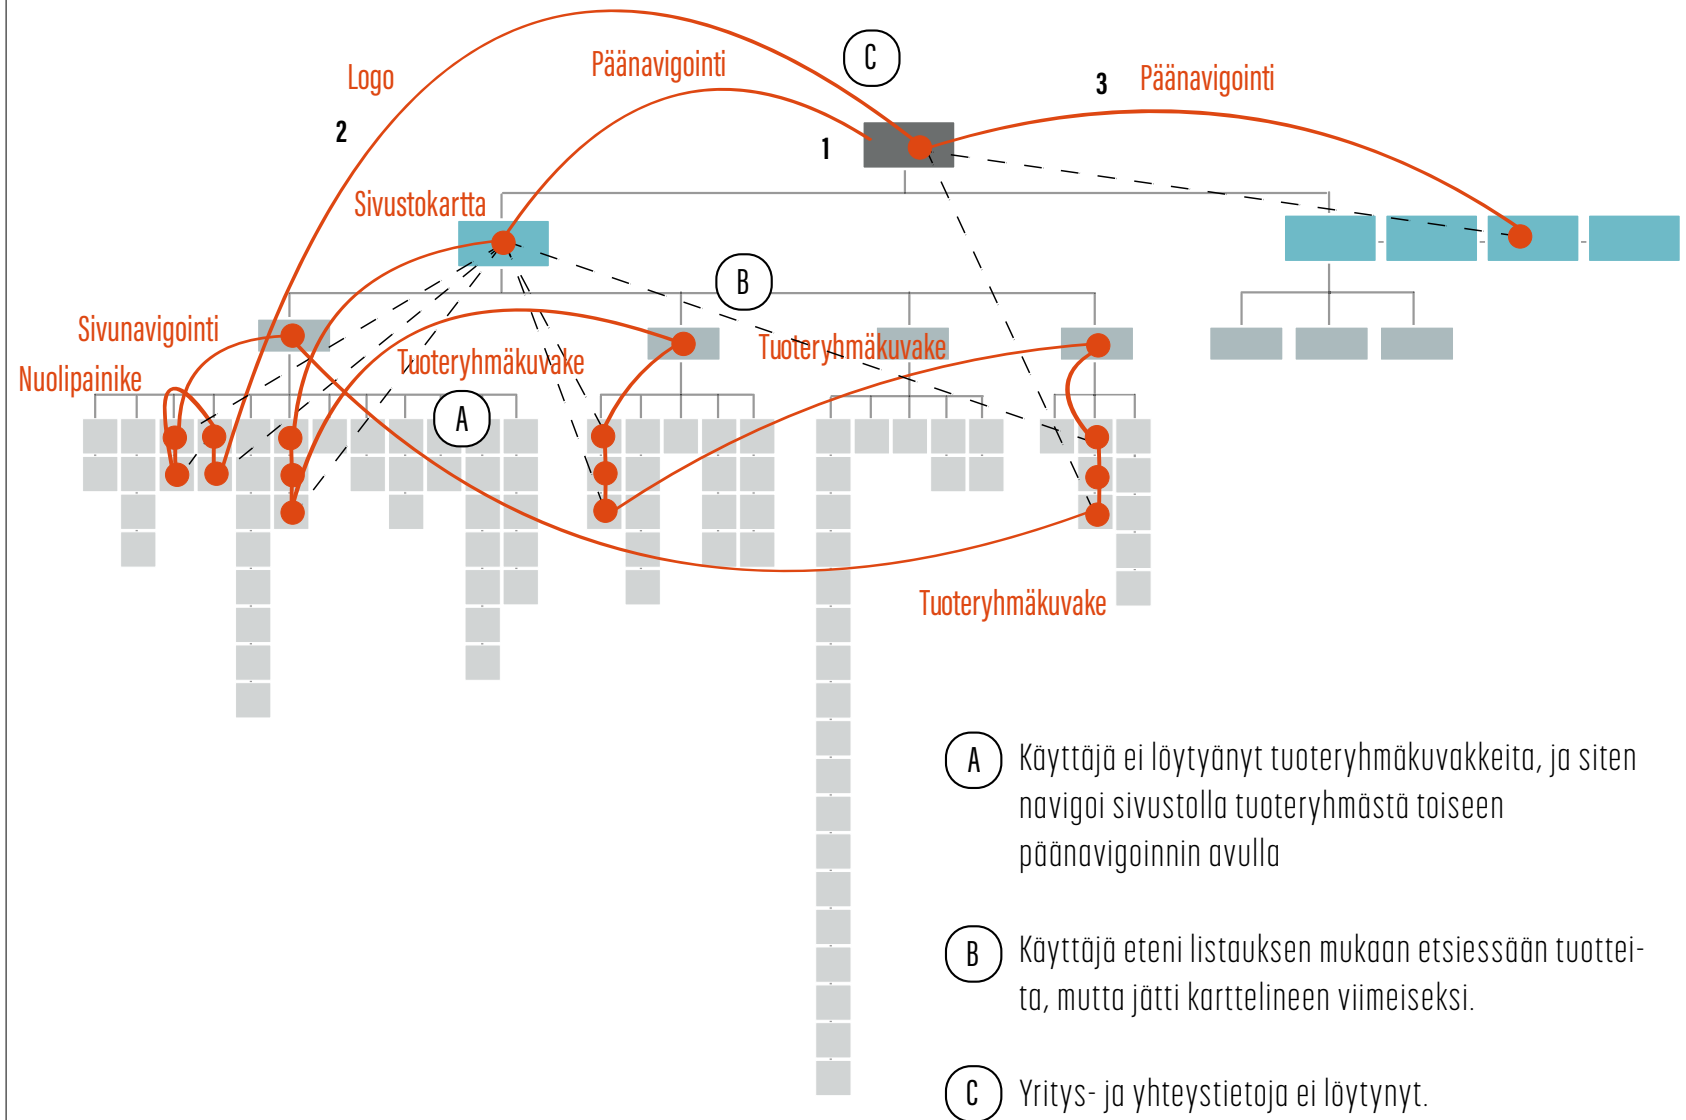 C
Logo
Päänavigointi
3 Päänavigointi
2
1
Sivustokartta
B
Sivunavigointi
Tuoteryhmäkuvake
Tuoteryhmäkuvake
Nuolipainike
A
Tuoteryhmäkuvake
A Käyttäjä ei löytyänyt tuoteryhmäkuvakkeita, ja siten
navigoi sivustolla tuoteryhmästä toiseen
päänavigoinnin avulla
B Käyttäjä eteni listauksen mukaan etsiessään tuottei-
ta, mutta jätti karttelineen viimeiseksi.
C Yritys- ja yhteystietoja ei löytynyt.